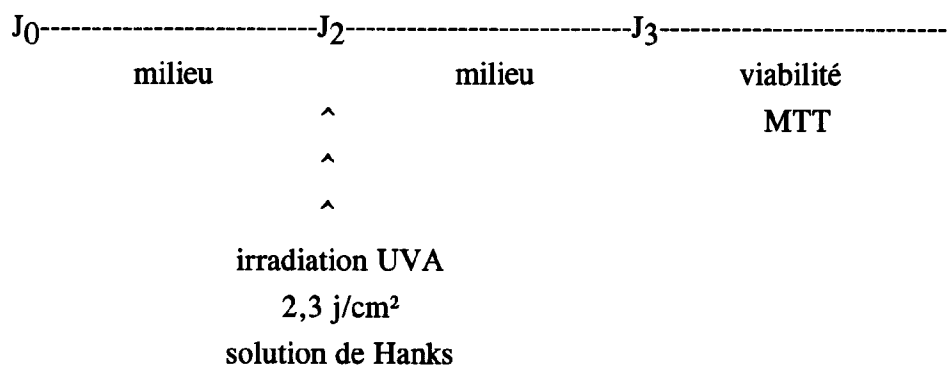 J0----------------------------J2-----------------------------J3-----------------------------
milieu milieu viabilité
^ MTT
^
^
irradiation UVA
2,3 j/cm²
solution de Hanks